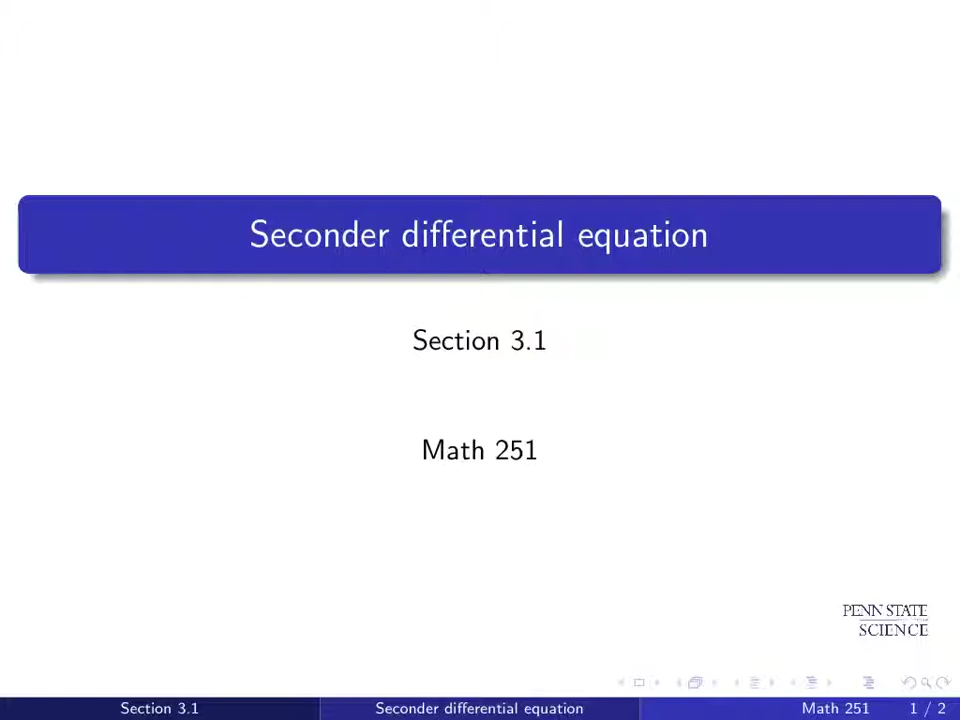 Seconder differential equation
Section 3.1
Math 251
PENN STATE
SCIENCE
Section 3.1 Seconder differential equation Math 251 1 / 2